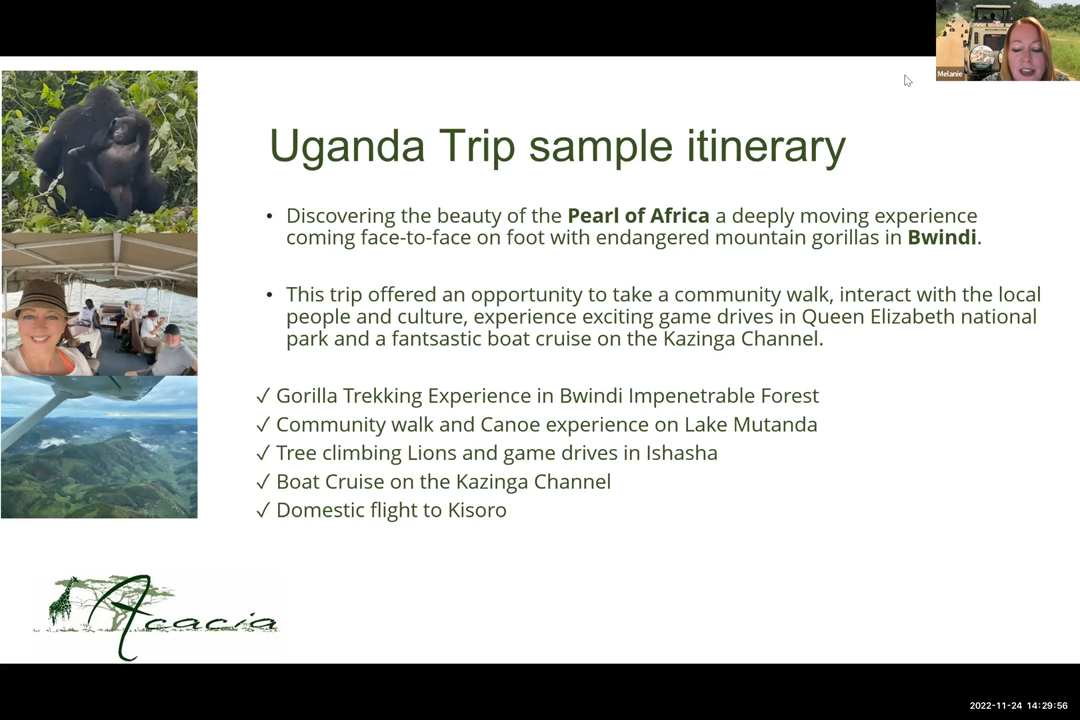 Melanie
Uganda Trip sample itinerary
• Discovering the beauty of the Pearl of Africa a deeply moving experience
coming face-to-face on foot with endangered mountain gorillas in Bwindi.
• This trip offered an opportunity to take a community walk, interact with the local
people and culture, experience exciting game drives in Queen Elizabeth national
park and a fantsastic boat cruise on the Kazinga Channel.
✓ Gorilla Trekking Experience in Bwindi Impenetrable Forest
✓ Community walk and Canoe experience on Lake Mutanda
✓ Tree climbing Lions and game drives in Ishasha
✓ Boat Cruise on the Kazinga Channel
✓ Domestic flight to Kisoro
Acacia
2022-11-24 14:29:56